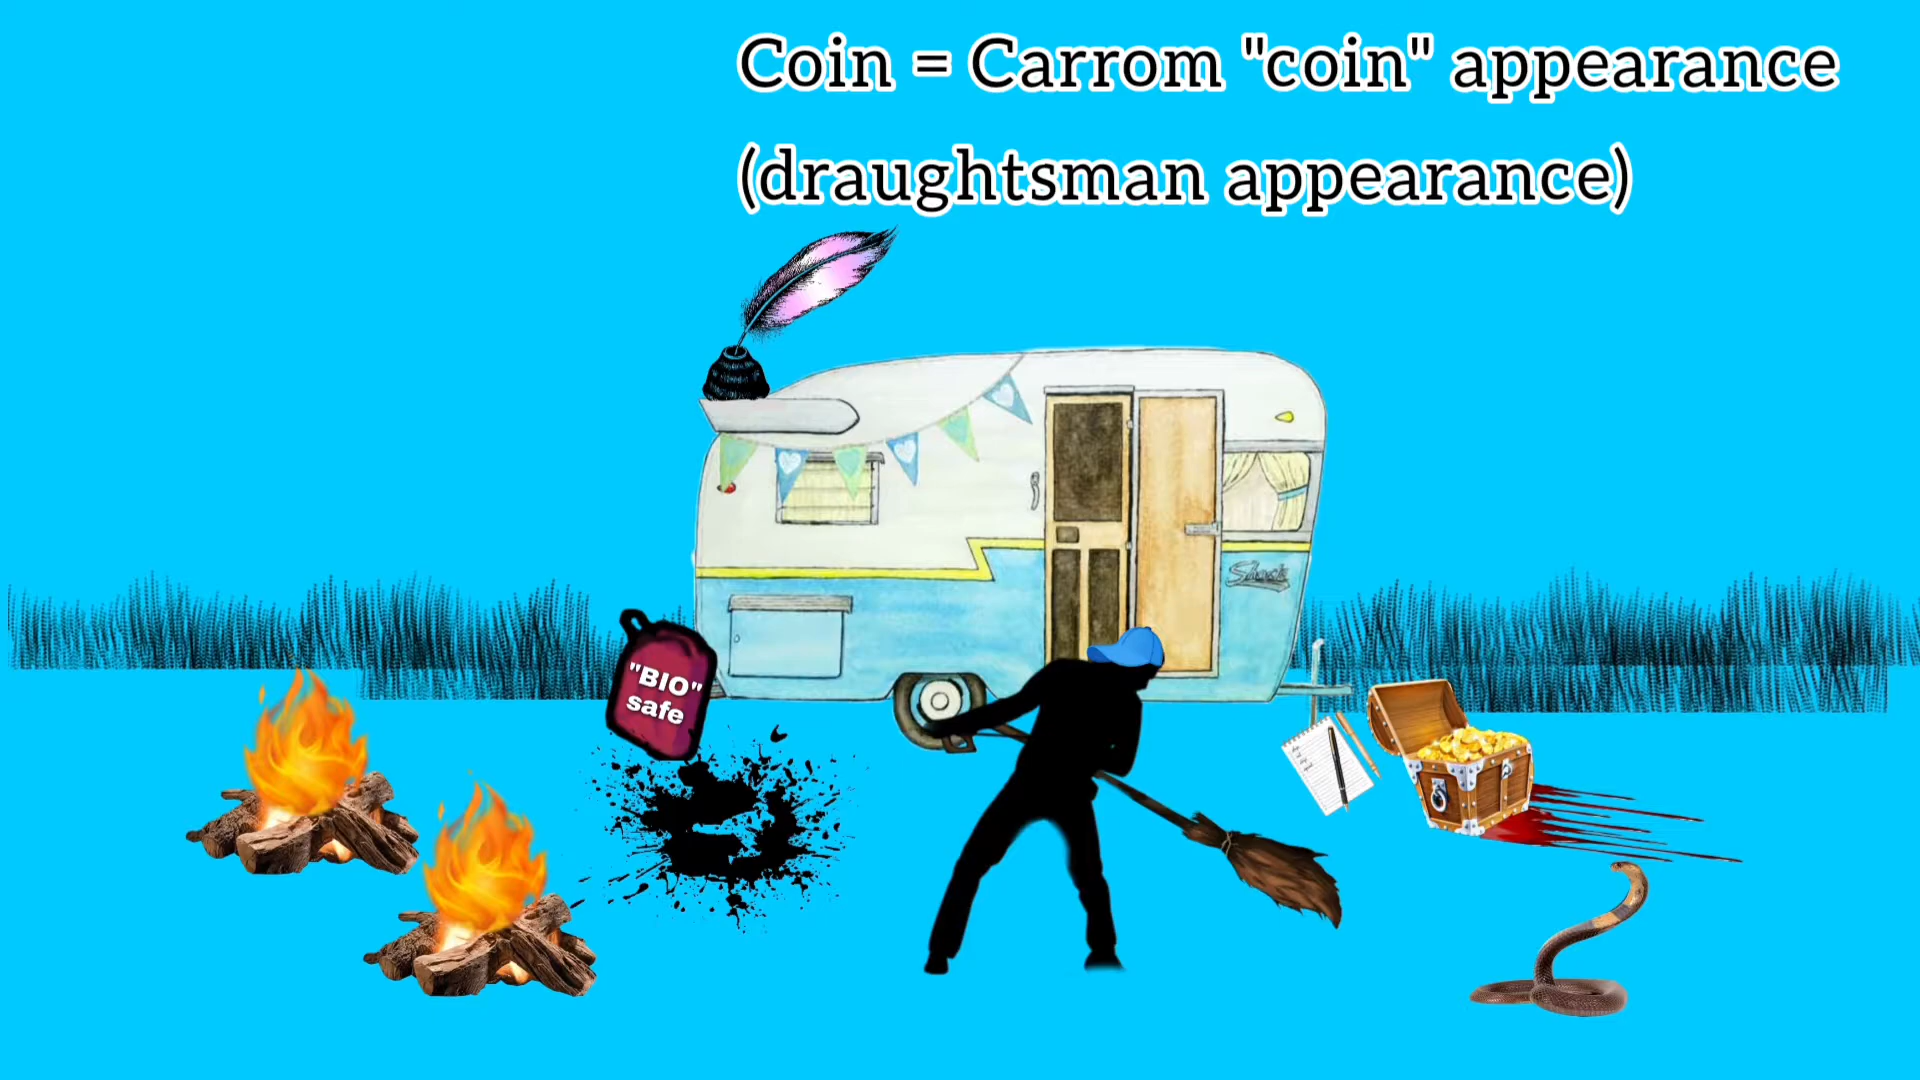 Coin = Carrom "coin" appearance
(draughtsman appearance)
"BIO"
safe